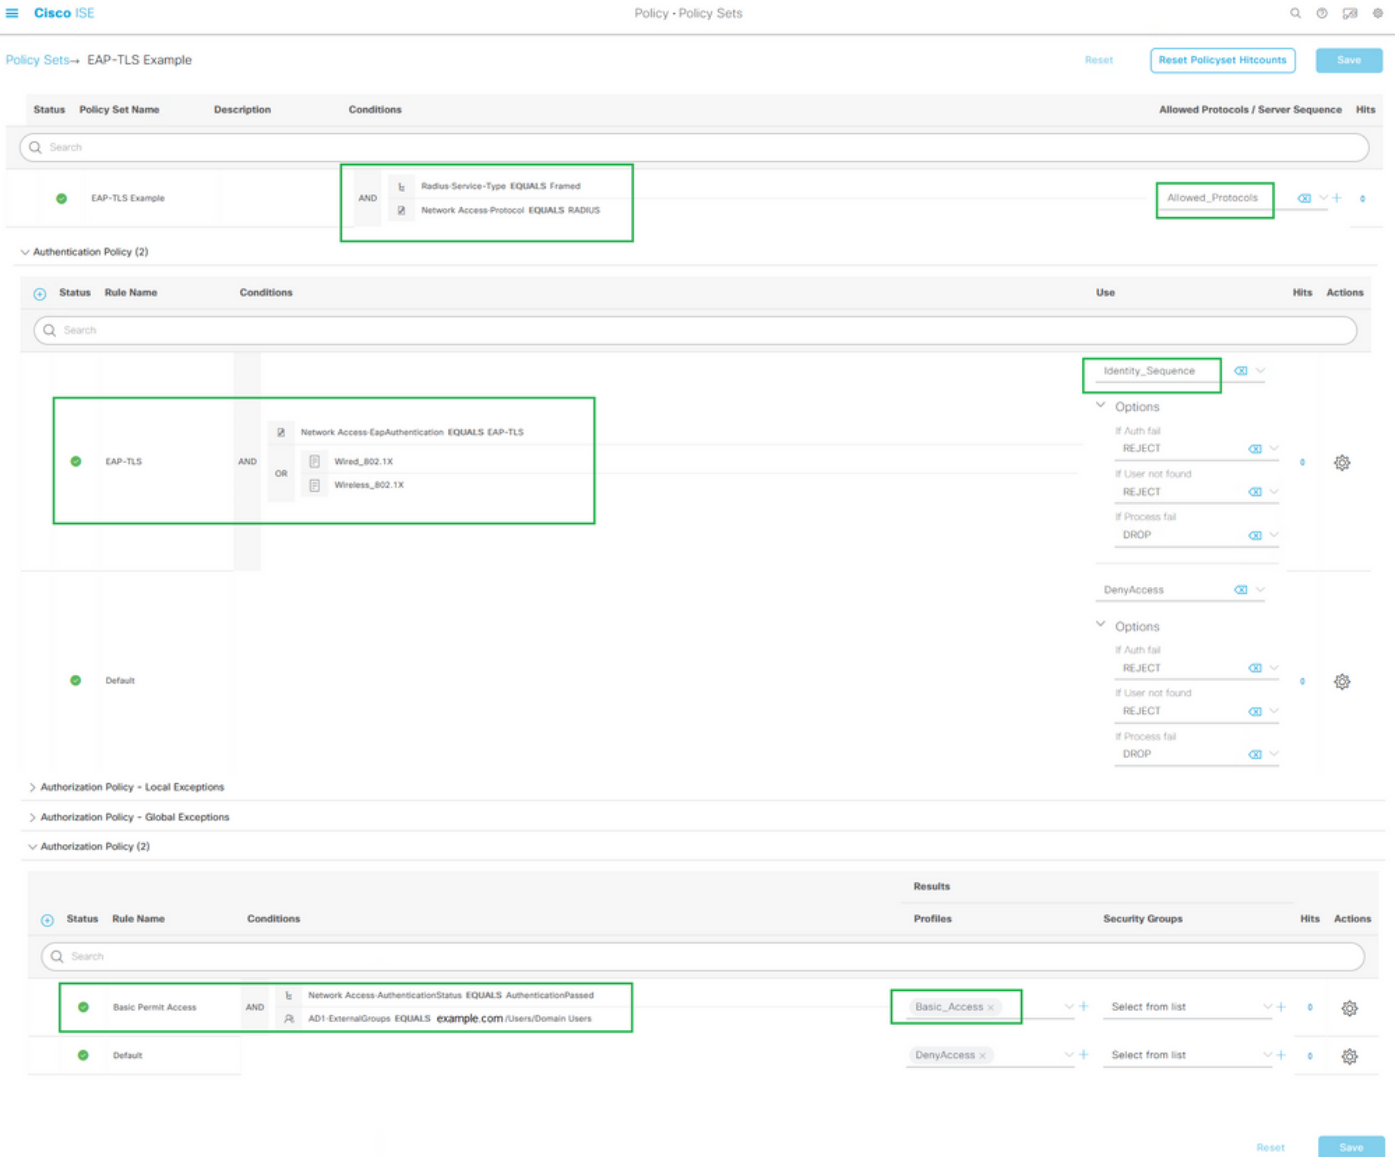 Cisco ISE
Policy · Policy Sets
Policy Sets→ EAP-TLS Example
Reset
Reset Policyset Hitcounts
Save
Status Policy Set Name Description Conditions Allowed Protocols / Server Sequence Hits
Search
EAP-TLS Example
AND
Radius·Service-Type EQUALS Framed
Network Access·Protocol EQUALS RADIUS
Allowed_Protocols
0
Authentication Policy (2)
Status Rule Name Conditions Use Hits Actions
Search
EAP-TLS
AND
Network Access·EapAuthentication EQUALS EAP-TLS
OR
Wired_802.1X
Wireless_802.1X
Identity_Sequence
Options
If Auth fail
REJECT
If User not found
REJECT
If Process fail
DROP
0
Default
DenyAccess
Options
If Auth fail
REJECT
If User not found
REJECT
If Process fail
DROP
0
Authorization Policy - Local Exceptions
Authorization Policy - Global Exceptions
Authorization Policy (2)
Results
Status Rule Name Conditions Profiles Security Groups Hits Actions
Search
Basic Permit Access
AND
Network Access·AuthenticationStatus EQUALS AuthenticationPassed
AD1·ExternalGroups EQUALS example.com /Users/Domain Users
Basic_Access ×
Select from list
0
Default
DenyAccess ×
Select from list
0
Reset
Save